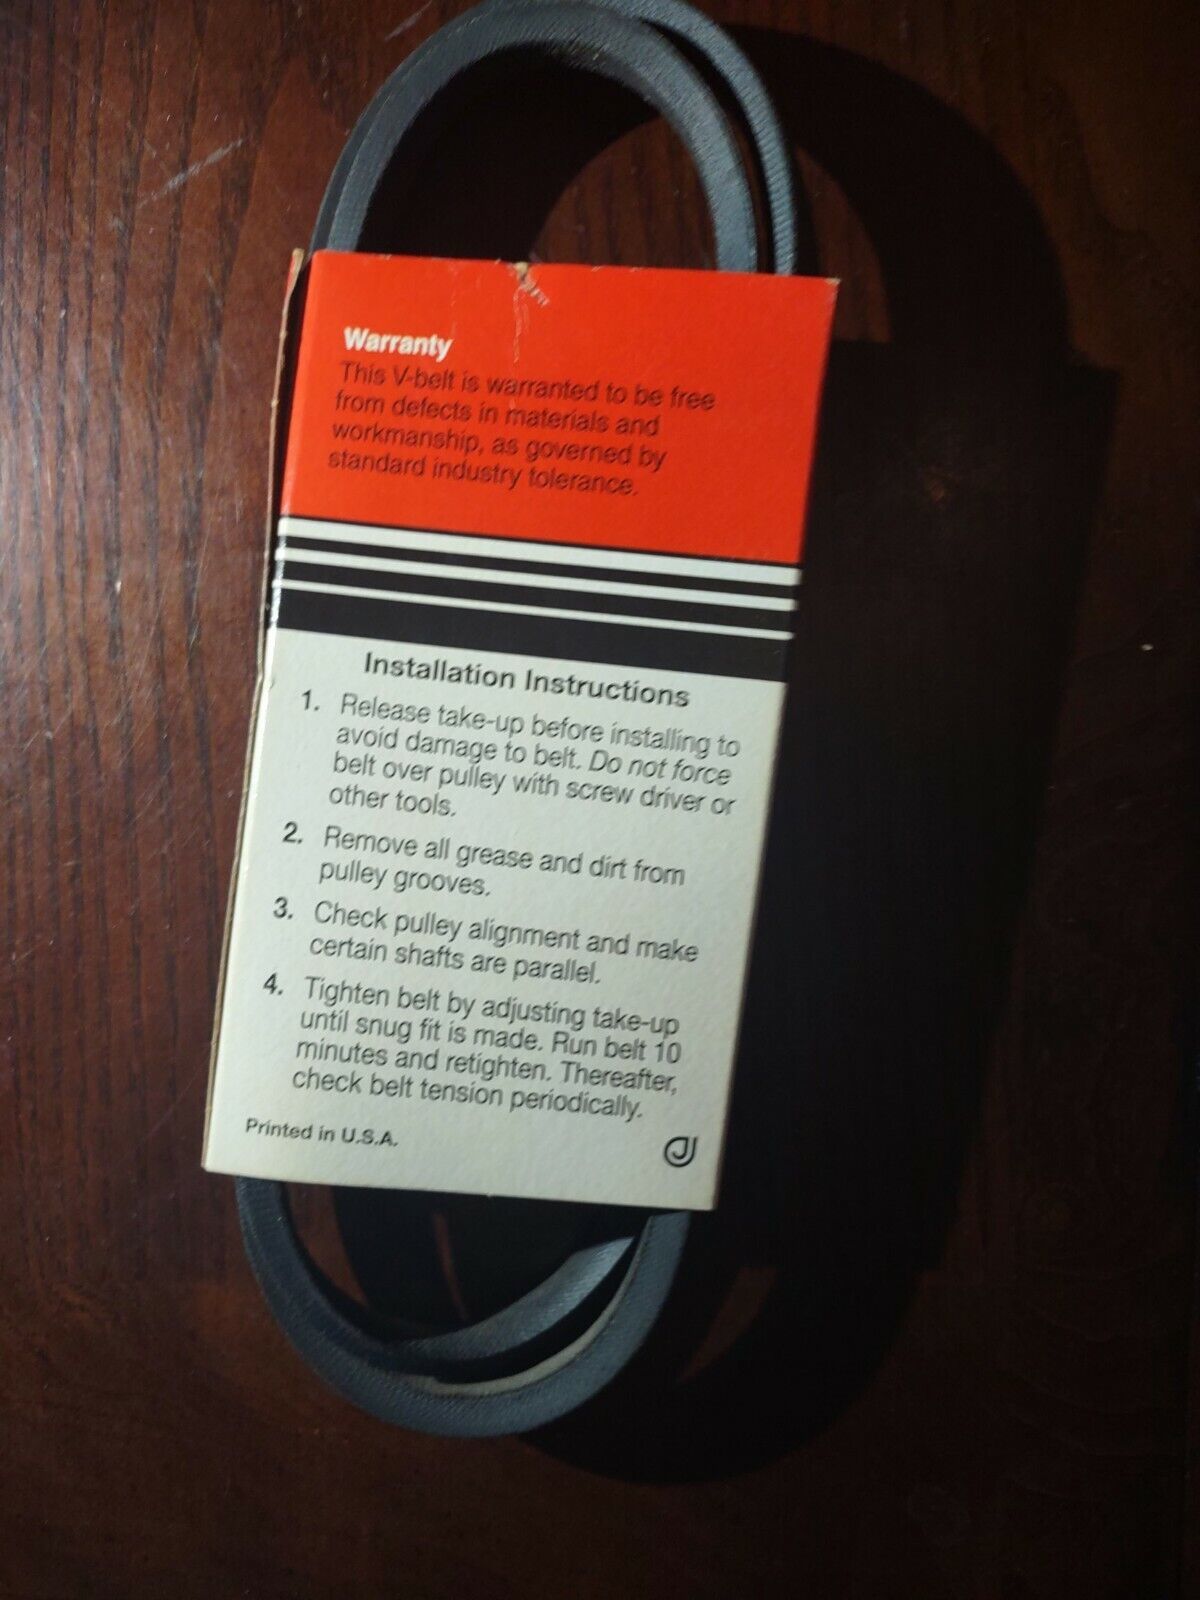 Warranty
This V-belt is warranted to be free
from defects in materials and
workmanship, as governed by
standard industry tolerance.
Installation Instructions
1. Release take-up before installing to
avoid damage to belt. Do not force
belt over pulley with screw driver or
other tools.
2. Remove all grease and dirt from
pulley grooves.
3. Check pulley alignment and make
certain shafts are parallel.
4. Tighten belt by adjusting take-up
until snug fit is made. Run belt 10
minutes and retighten. Thereafter,
check belt tension periodically.
Printed in U.S.A.